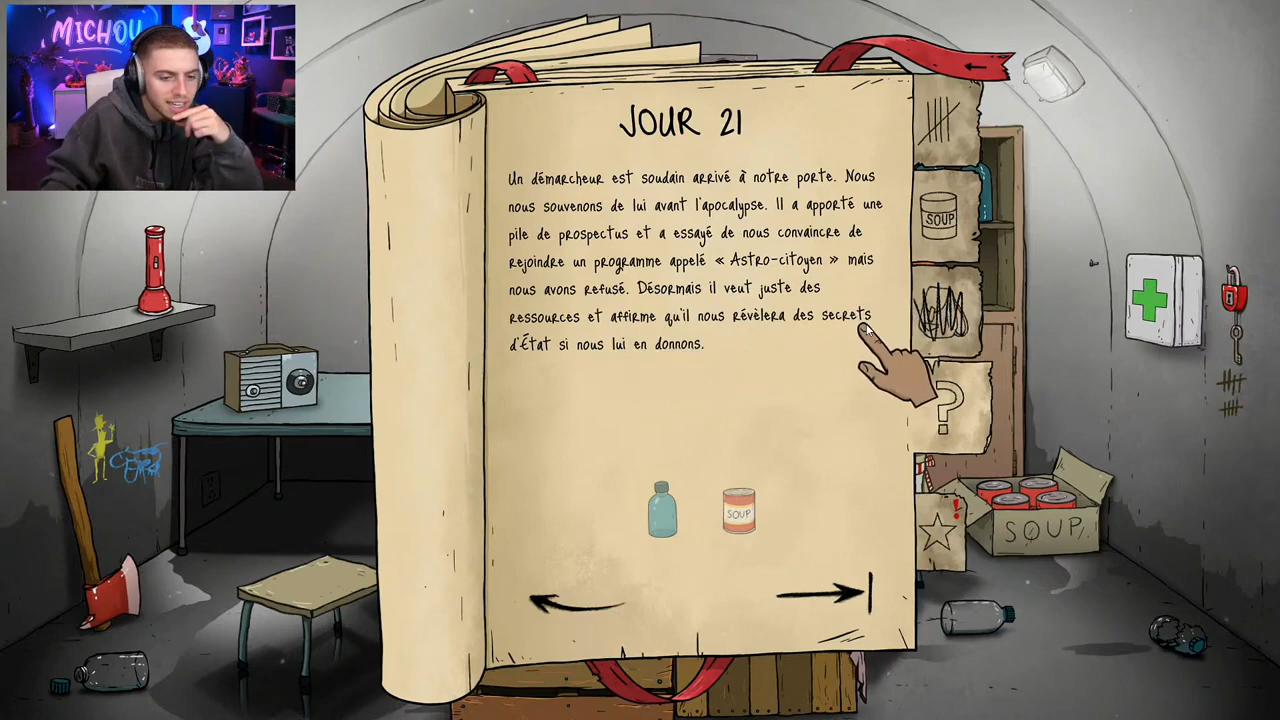 MICHOU
JOUR 21
Un démarcheur est soudain arrivé à notre porte. Nous
nous souvenons de lui avant l'apocalypse. Il a apporté une
pile de prospectus et a essayé de nous convaincre de
rejoindre un programme appelé « Astro-citoyen » mais
nous avons refusé. Désormais il veut juste des
ressources et affirme qu'il nous révèlera des secrets
d'État si nous lui en donnons.
SOUP
SOUP
?
!
SOUP